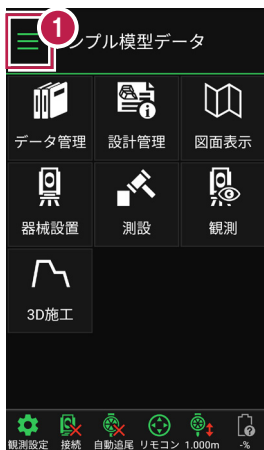 1
ンプル模型データ
データ管理 設計管理 図面表示
器械設置 測設 観測
3D施工
観測設定 接続 自動追尾 リモコン 1.000m -%